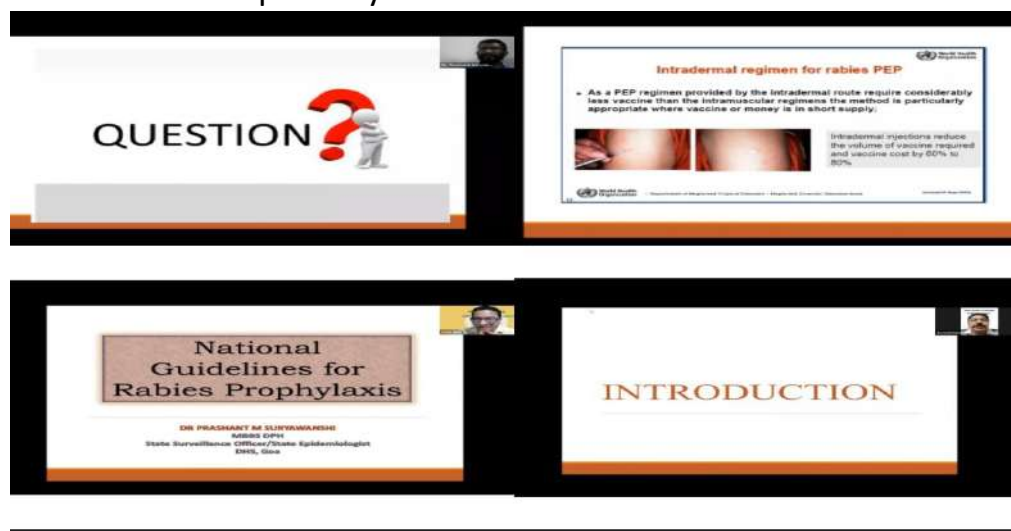 QUESTION
World Health
Organization
Intradermal regimen for rabies PEP
As a PEP regimen provided by the intradermal route require considerably
less vaccine than the intramuscular regimens the method is particularly
appropriate where vaccine or money is in short supply;
Intradermal injections reduce
the volume of vaccine required
and vaccine cost by 60% to
80%
World Health
Organization
National
Guidelines for
Rabies Prophylaxis
DR PRASHANT M SURYAWANSHI
MBBS DPH
State Surveillance Officer/State Epidemiologist
DHS, Goa
INTRODUCTION